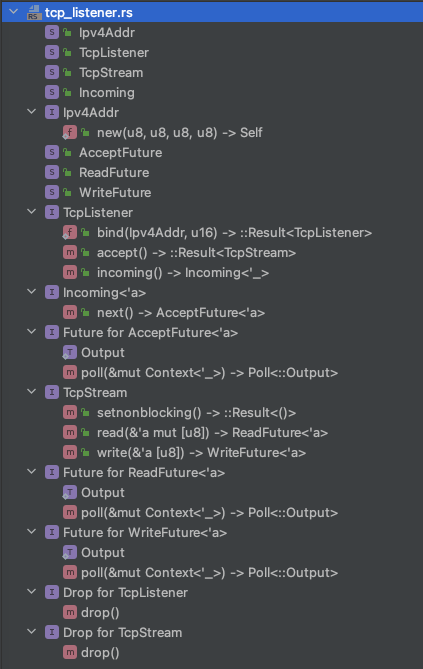 tcp_listener.rs
Ipv4Addr
TcpListener
TcpStream
Incoming
Ipv4Addr
new(u8, u8, u8, u8) -> Self
AcceptFuture
ReadFuture
WriteFuture
TcpListener
bind(Ipv4Addr, u16) -> ::Result<TcpListener>
accept() -> ::Result<TcpStream>
incoming() -> Incoming<'_>
Incoming<'a>
next() -> AcceptFuture<'a>
Future for AcceptFuture<'a>
Output
poll(&mut Context<'_>) -> Poll<::Output>
TcpStream
setnonblocking() -> ::Result<()>
read(&'a mut [u8]) -> ReadFuture<'a>
write(&'a [u8]) -> WriteFuture<'a>
Future for ReadFuture<'a>
Output
poll(&mut Context<'_>) -> Poll<::Output>
Future for WriteFuture<'a>
Output
poll(&mut Context<'_>) -> Poll<::Output>
Drop for TcpListener
drop()
Drop for TcpStream
drop()